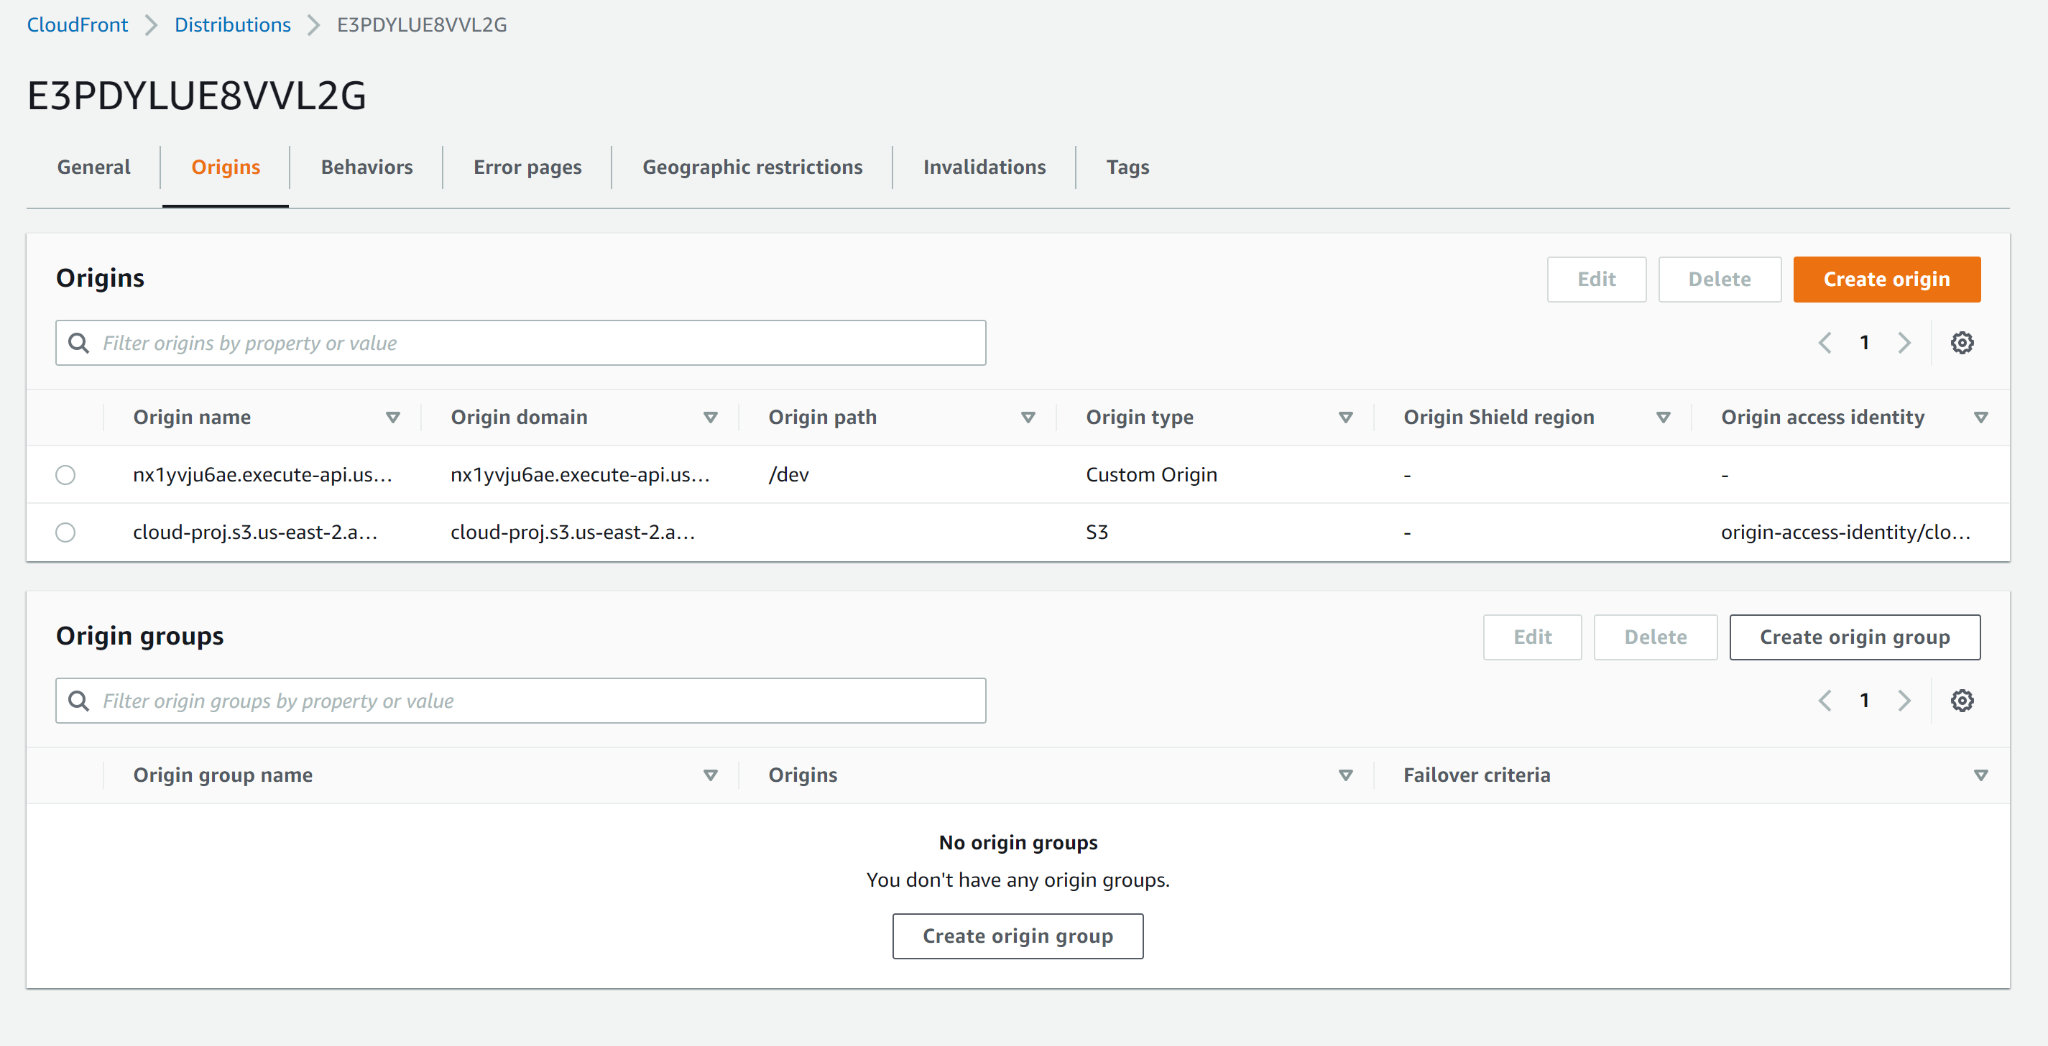 CloudFront Distributions E3PDYLUE8VVL2G
E3PDYLUE8VVL2G
General Origins Behaviors Error pages Geographic restrictions Invalidations Tags
Origins Edit Delete Create origin
Filter origins by property or value 1
Origin name Origin domain Origin path Origin type Origin Shield region Origin access identity
nx1yvju6ae.execute-api.us... nx1yvju6ae.execute-api.us... /dev Custom Origin - -
cloud-proj.s3.us-east-2.a... cloud-proj.s3.us-east-2.a... S3 - origin-access-identity/clo...
Origin groups Edit Delete Create origin group
Filter origin groups by property or value 1
Origin group name Origins Failover criteria
No origin groups
You don't have any origin groups.
Create origin group